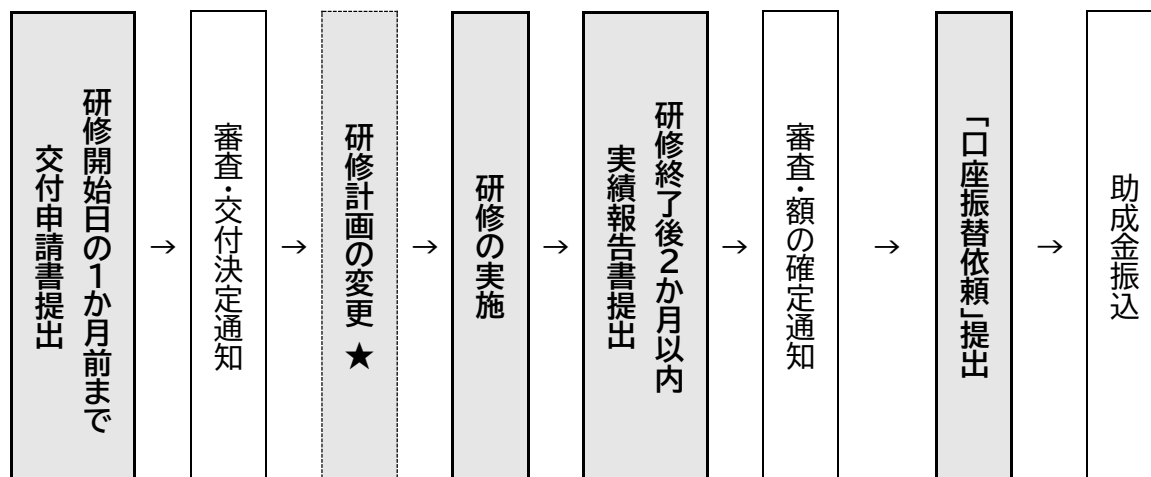 研修開始日の1か月前まで
交付申請書提出
→
審査・交付決定通知
→
研修計画の変更 ★
→
研修の実施
→
研修終了後2か月以内
実績報告書提出
→
審査・額の確定通知
→
「口座振替依頼」提出
→
助成金振込